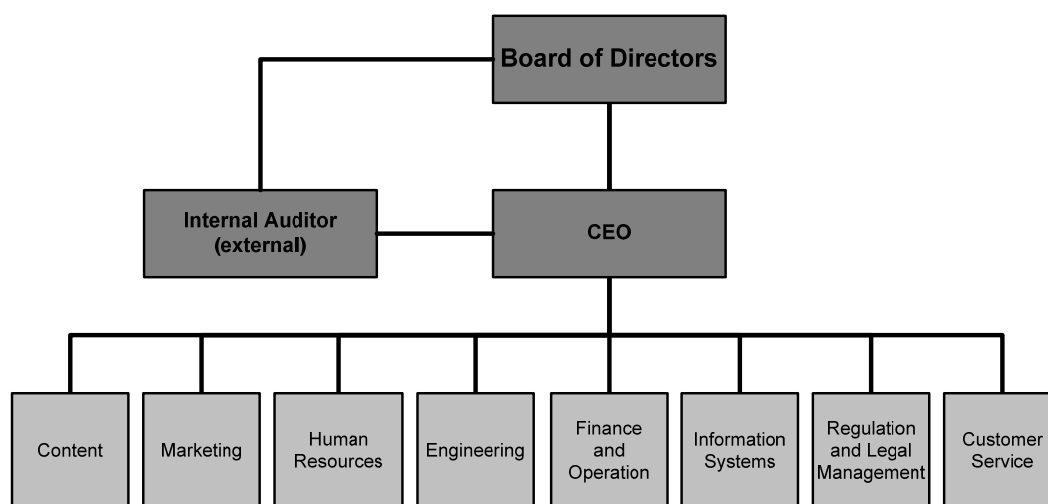 Board of Directors
Internal Auditor
(external)
CEO
Content
Marketing
Human
Resources
Engineering
Finance
and
Operation
Information
Systems
Regulation
and Legal
Management
Customer
Service